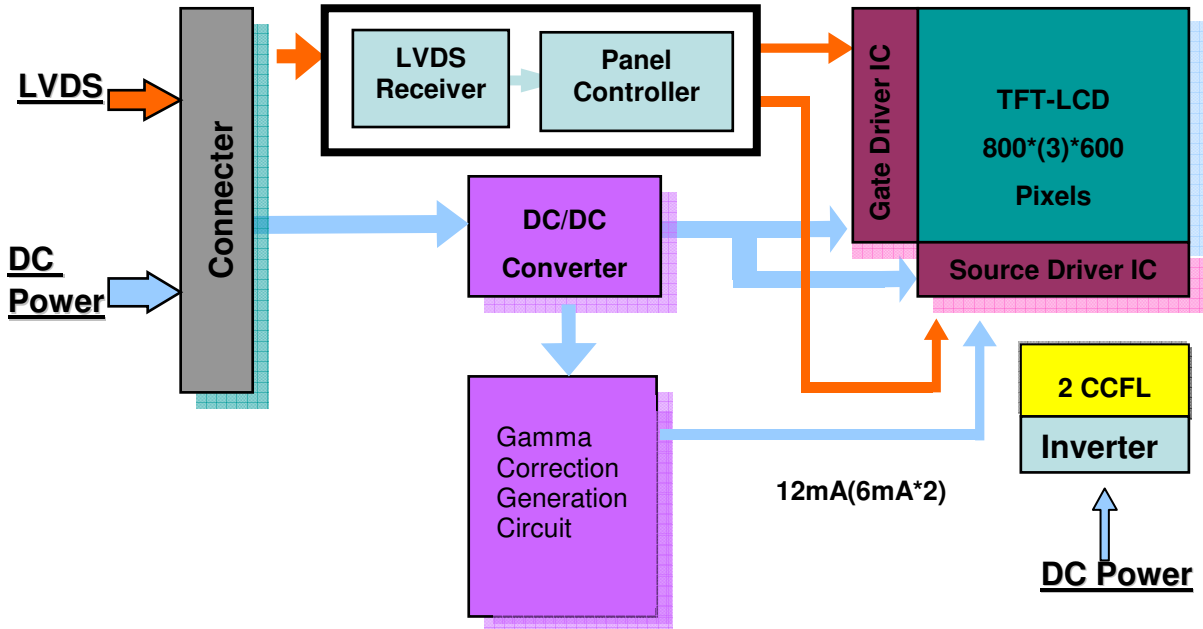 LVDS
DC
Power
Connecter
LVDS
Receiver
Panel
Controller
DC/DC
Converter
Gamma
Correction
Generation
Circuit
Gate Driver IC
TFT-LCD
800*(3)*600
Pixels
Source Driver IC
2 CCFL
Inverter
12mA(6mA*2)
DC Power